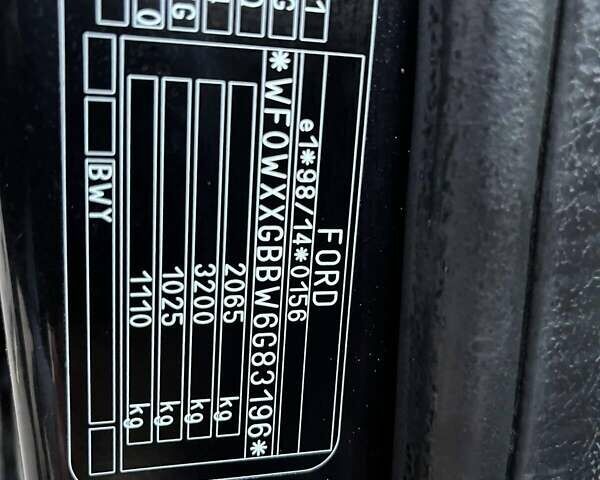 FORD
e1*98/14*0156
*WF0WXXGBBW6G83196*
2065 kg
3200 kg
1025 kg
1110 kg
BWY